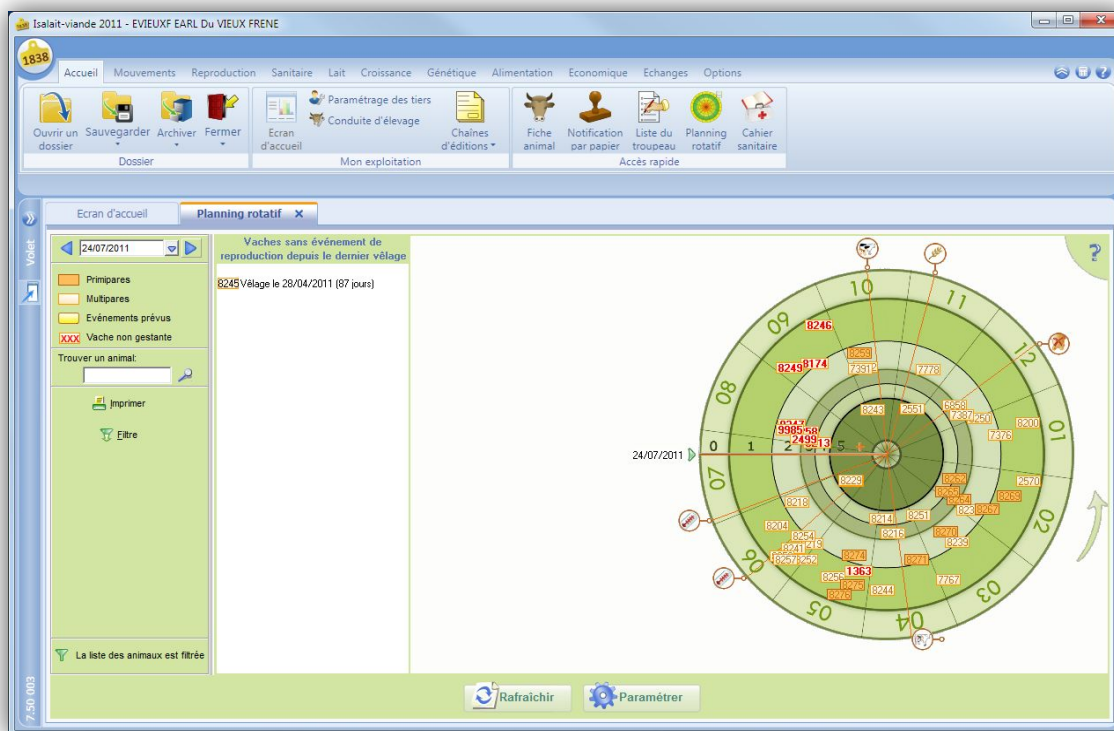 Isalait-viande 2011 - EVIEUXF EARL Du VIEUX FRENE
1838
Accueil Mouvements Reproduction Sanitaire Lait Croissance Génétique Alimentation Economique Echanges Options
Ouvrir un dossier
Sauvegarder
Archiver
Fermer
Dossier
Ecran d'accueil
Paramétrage des tiers
Conduite d'élevage
Chaînes d'éditions
Mon exploitation
Fiche animal
Notification par papier
Liste du troupeau
Planning rotatif
Cahier sanitaire
Accès rapide
Volet
7.50 003
Ecran d'accueil
Planning rotatif X
24/07/2011
Primipares
Multipares
Evénements prévus
XXX Vache non gestante
Trouver un animal:
Imprimer
Filtre
La liste des animaux est filtrée
Vaches sans événement de
reproduction depuis le dernier vêlage
8245 Vêlage le 28/04/2011 (87 jours)
?
10
11
09
12
8246
8259
7391
7778
8249
8174
08
8243
2551
6858
7387
8200
7376
01
9985
2499
24/07/2011
0 1 2
5
07
8229
8262
2570
8265
8264
8269
8267
8218
8214
8251
02
8204
8216
8270
8239
8254
8241
8274
8271
8257
8252
1363
06
8275
8276
8244
7767
03
05
04
Rafraîchir
Paramétrer